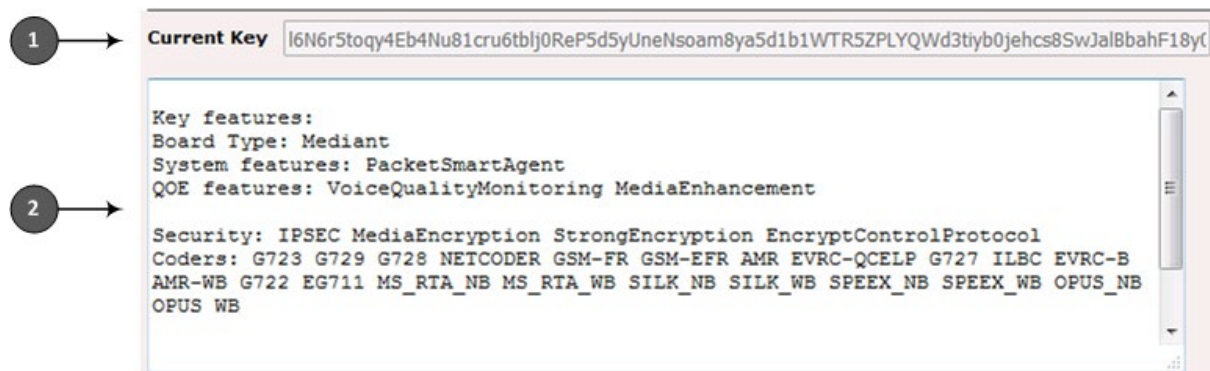 1
Current Key l6N6r5toqy4Eb4Nu81cru6tblj0ReP5d5yUneNsoam8ya5d1b1WTR5ZPLYQWd3tiyb0jehcs8SwJalBbahF18y(
Key features:
Board Type: Mediant
System features: PacketSmartAgent
QOE features: VoiceQualityMonitoring MediaEnhancement
2
Security: IPSEC MediaEncryption StrongEncryption EncryptControlProtocol
Coders: G723 G729 G728 NETCODER GSM-FR GSM-EFR AMR EVRC-QCELP G727 ILBC EVRC-B
AMR-WB G722 EG711 MS_RTA_NB MS_RTA_WB SILK_NB SILK_WB SPEEX_NB SPEEX_WB OPUS_NB
OPUS WB